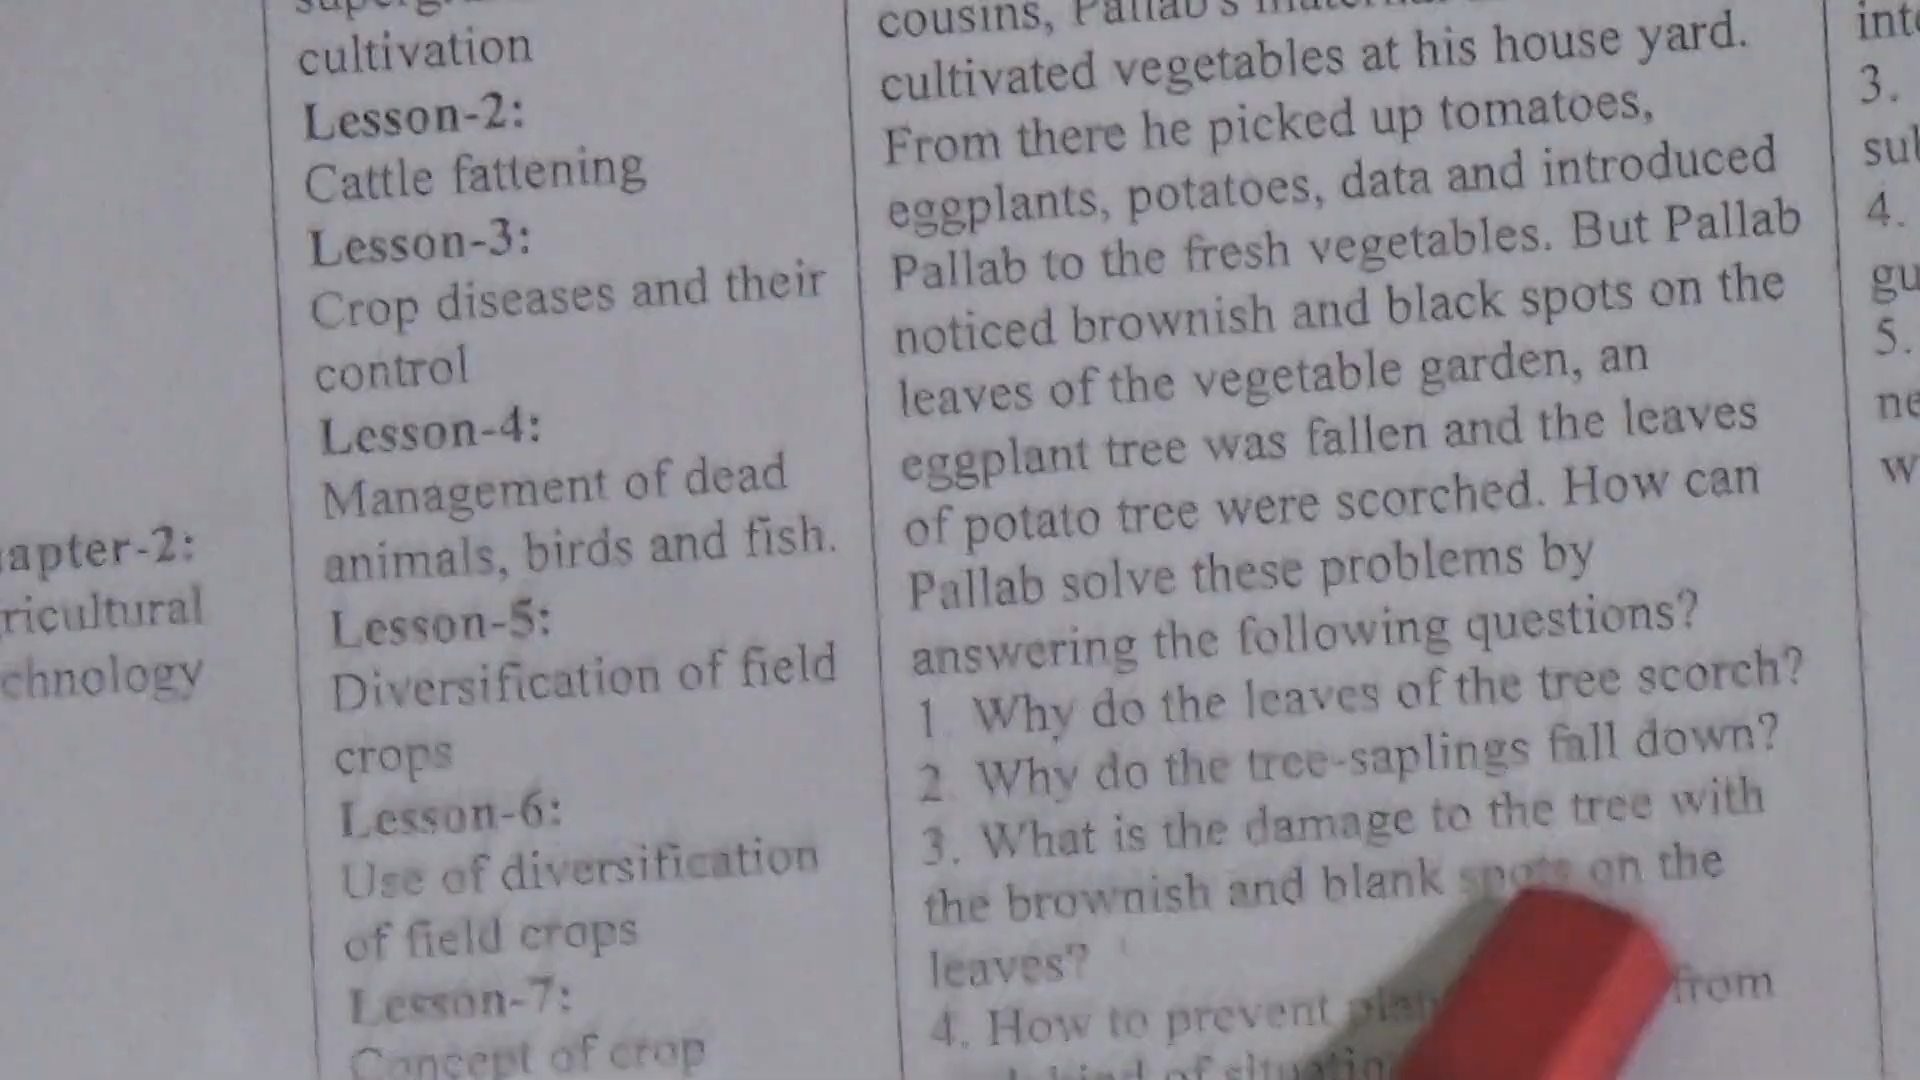 cultivation
Lesson-2:
Cattle fattening
Lesson-3:
Crop diseases and their
control
Lesson-4:
Management of dead
animals, birds and fish.
apter-2:
ricultural
chnology
Lesson-5:
Diversification of field
crops
Lesson-6:
Use of diversification
of field crops
Lesson-7:
Concept of crop
cousins, Pallab's
cultivated vegetables at his house yard.
From there he picked up tomatoes,
eggplants, potatoes, data and introduced
Pallab to the fresh vegetables. But Pallab
noticed brownish and black spots on the
leaves of the vegetable garden, an
eggplant tree was fallen and the leaves
of potato tree were scorched. How can
Pallab solve these problems by
answering the following questions?
1. Why do the leaves of the tree scorch?
2. Why do the tree-saplings fall down?
3. What is the damage to the tree with
the brownish and blank spots on the
leaves?
4. How to prevent from
of
3.
4.
gu
5.
ne
w